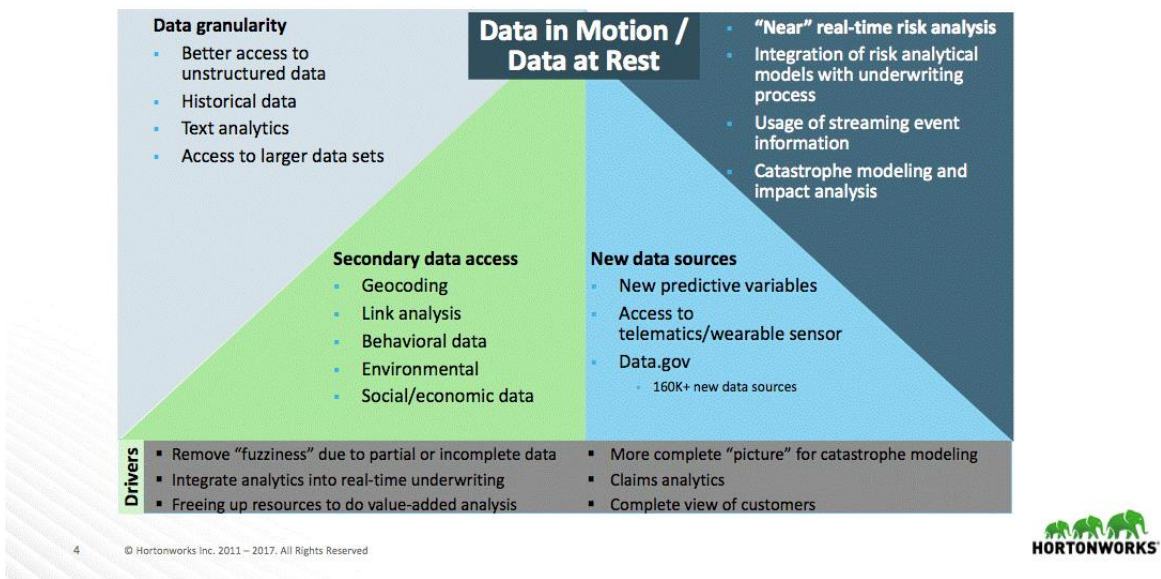 Data in Motion /
Data at Rest
Data granularity
▪ Better access to
unstructured data
▪ Historical data
▪ Text analytics
▪ Access to larger data sets
▪ “Near” real-time risk analysis
▪ Integration of risk analytical
models with underwriting
process
▪ Usage of streaming event
information
▪ Catastrophe modeling and
impact analysis
Secondary data access
▪ Geocoding
▪ Link analysis
▪ Behavioral data
▪ Environmental
▪ Social/economic data
New data sources
▪ New predictive variables
▪ Access to
telematics/wearable sensor
▪ Data.gov
▪ 160K+ new data sources
Drivers
▪ Remove “fuzziness” due to partial or incomplete data
▪ Integrate analytics into real-time underwriting
▪ Freeing up resources to do value-added analysis
▪ More complete “picture” for catastrophe modeling
▪ Claims analytics
▪ Complete view of customers
4 © Hortonworks Inc. 2011 – 2017. All Rights Reserved
HORTONWORKS